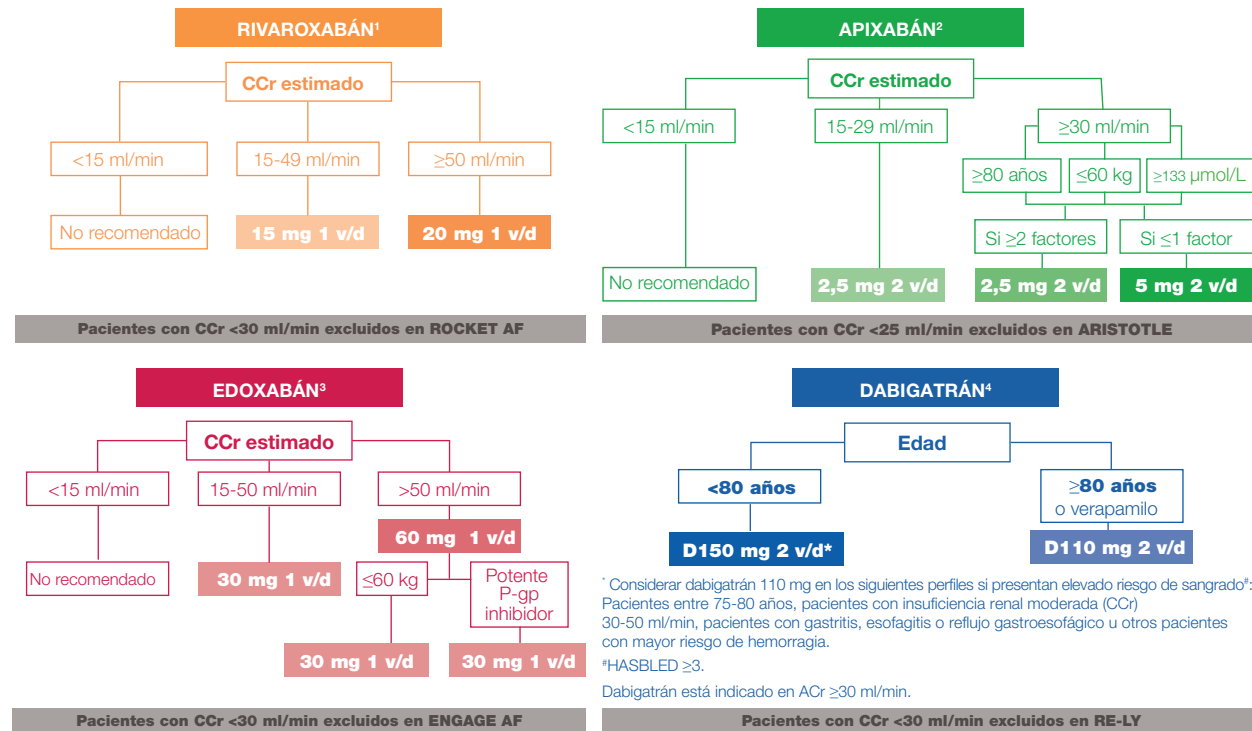 RIVAROXABÁN¹
CCr estimado
<15 ml/min
15-49 ml/min
≥50 ml/min
No recomendado
15 mg 1 v/d
20 mg 1 v/d
Pacientes con CCr <30 ml/min excluidos en ROCKET AF
APIXABÁN²
CCr estimado
<15 ml/min
15-29 ml/min
≥30 ml/min
≥80 años
≤60 kg
≥133 µmol/L
Si ≥2 factores
Si ≤1 factor
No recomendado
2,5 mg 2 v/d
2,5 mg 2 v/d
5 mg 2 v/d
Pacientes con CCr <25 ml/min excluidos en ARISTOTLE
EDOXABÁN³
CCr estimado
<15 ml/min
15-50 ml/min
>50 ml/min
60 mg 1 v/d
No recomendado
30 mg 1 v/d
≤60 kg
Potente
P-gp
inhibidor
30 mg 1 v/d
30 mg 1 v/d
Pacientes con CCr <30 ml/min excluidos en ENGAGE AF
DABIGATRÁN⁴
Edad
<80 años
≥80 años
o verapamilo
D150 mg 2 v/d*
D110 mg 2 v/d
* Considerar dabigatrán 110 mg en los siguientes perfiles si presentan elevado riesgo de sangrado#:
Pacientes entre 75-80 años, pacientes con insuficiencia renal moderada (CCr)
30-50 ml/min, pacientes con gastritis, esofagitis o reflujo gastroesofágico u otros pacientes
con mayor riesgo de hemorragia.
#HASBLED ≥3.
Dabigatrán está indicado en ACr ≥30 ml/min.
Pacientes con CCr <30 ml/min excluidos en RE-LY